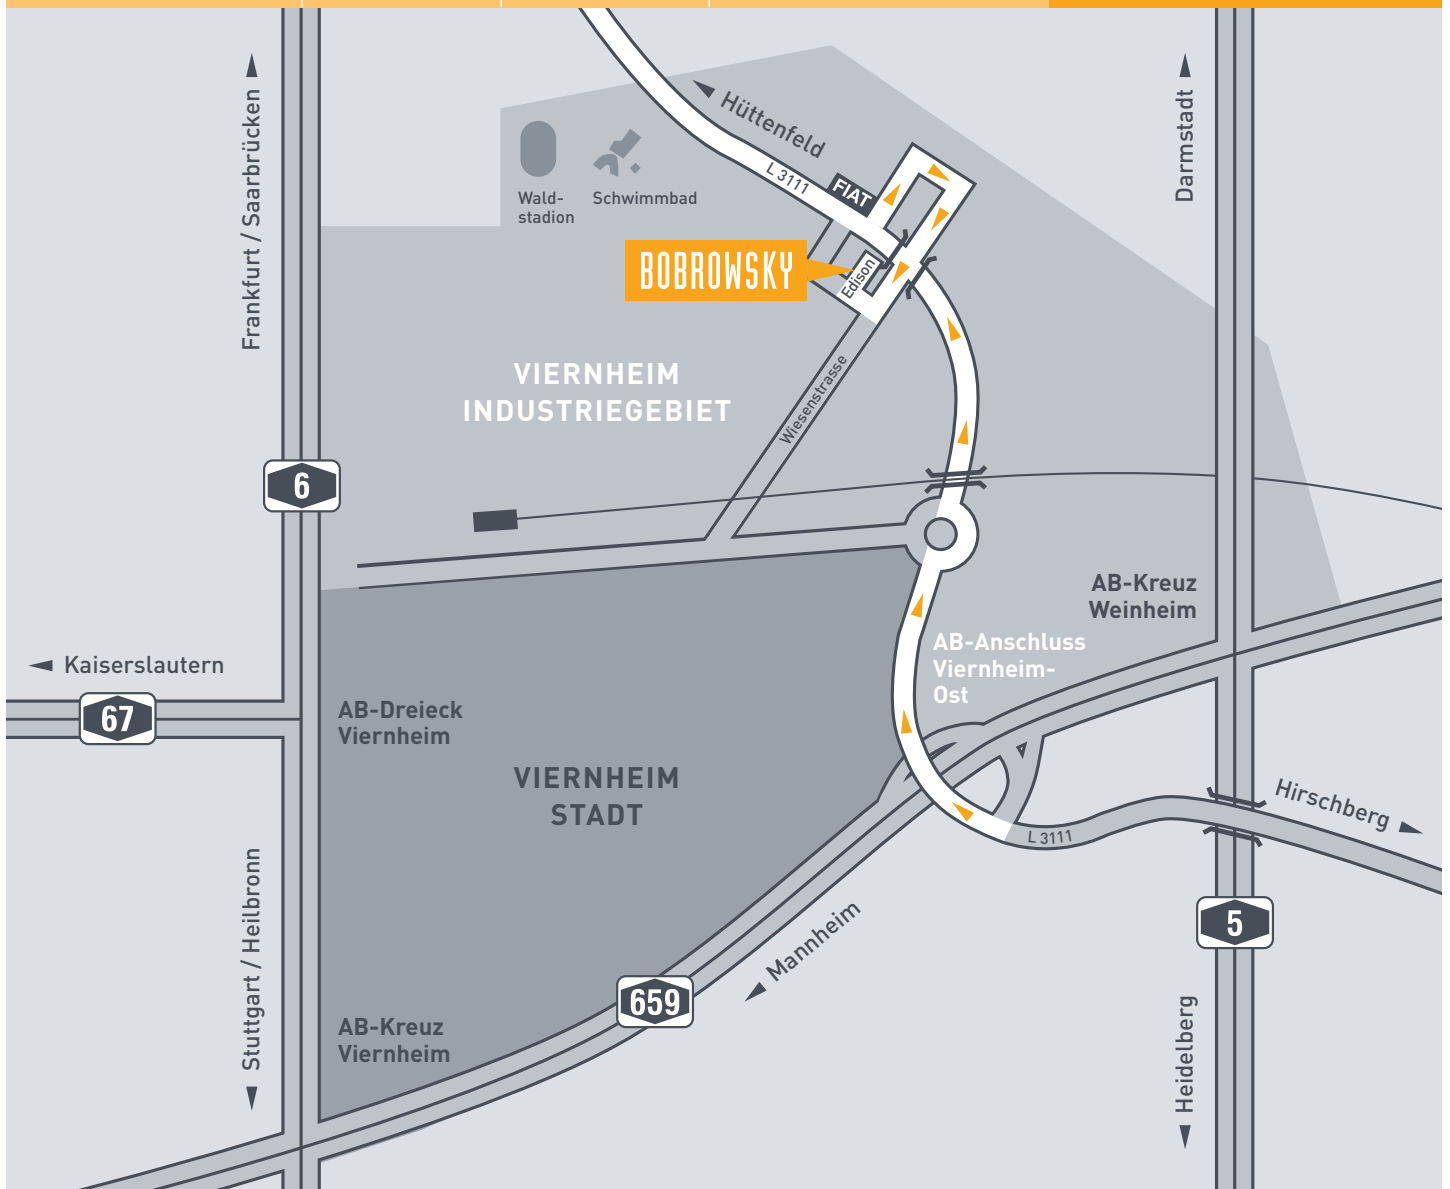 Frankfurt / Saarbrücken
Hüttenfeld
Darmstadt
L 3111
FIAT
Wald-
stadion
Schwimmbad
BOBROWSKY
Edison
VIERNHEIM
INDUSTRIEGEBIET
Wiesenstrasse
6
AB-Kreuz
Weinheim
AB-Anschluss
Viernheim-
Ost
Kaiserslautern
67
AB-Dreieck
Viernheim
VIERNHEIM
STADT
Hirschberg
L 3111
Stuttgart / Heilbronn
Mannheim
5
659
AB-Kreuz
Viernheim
Heidelberg